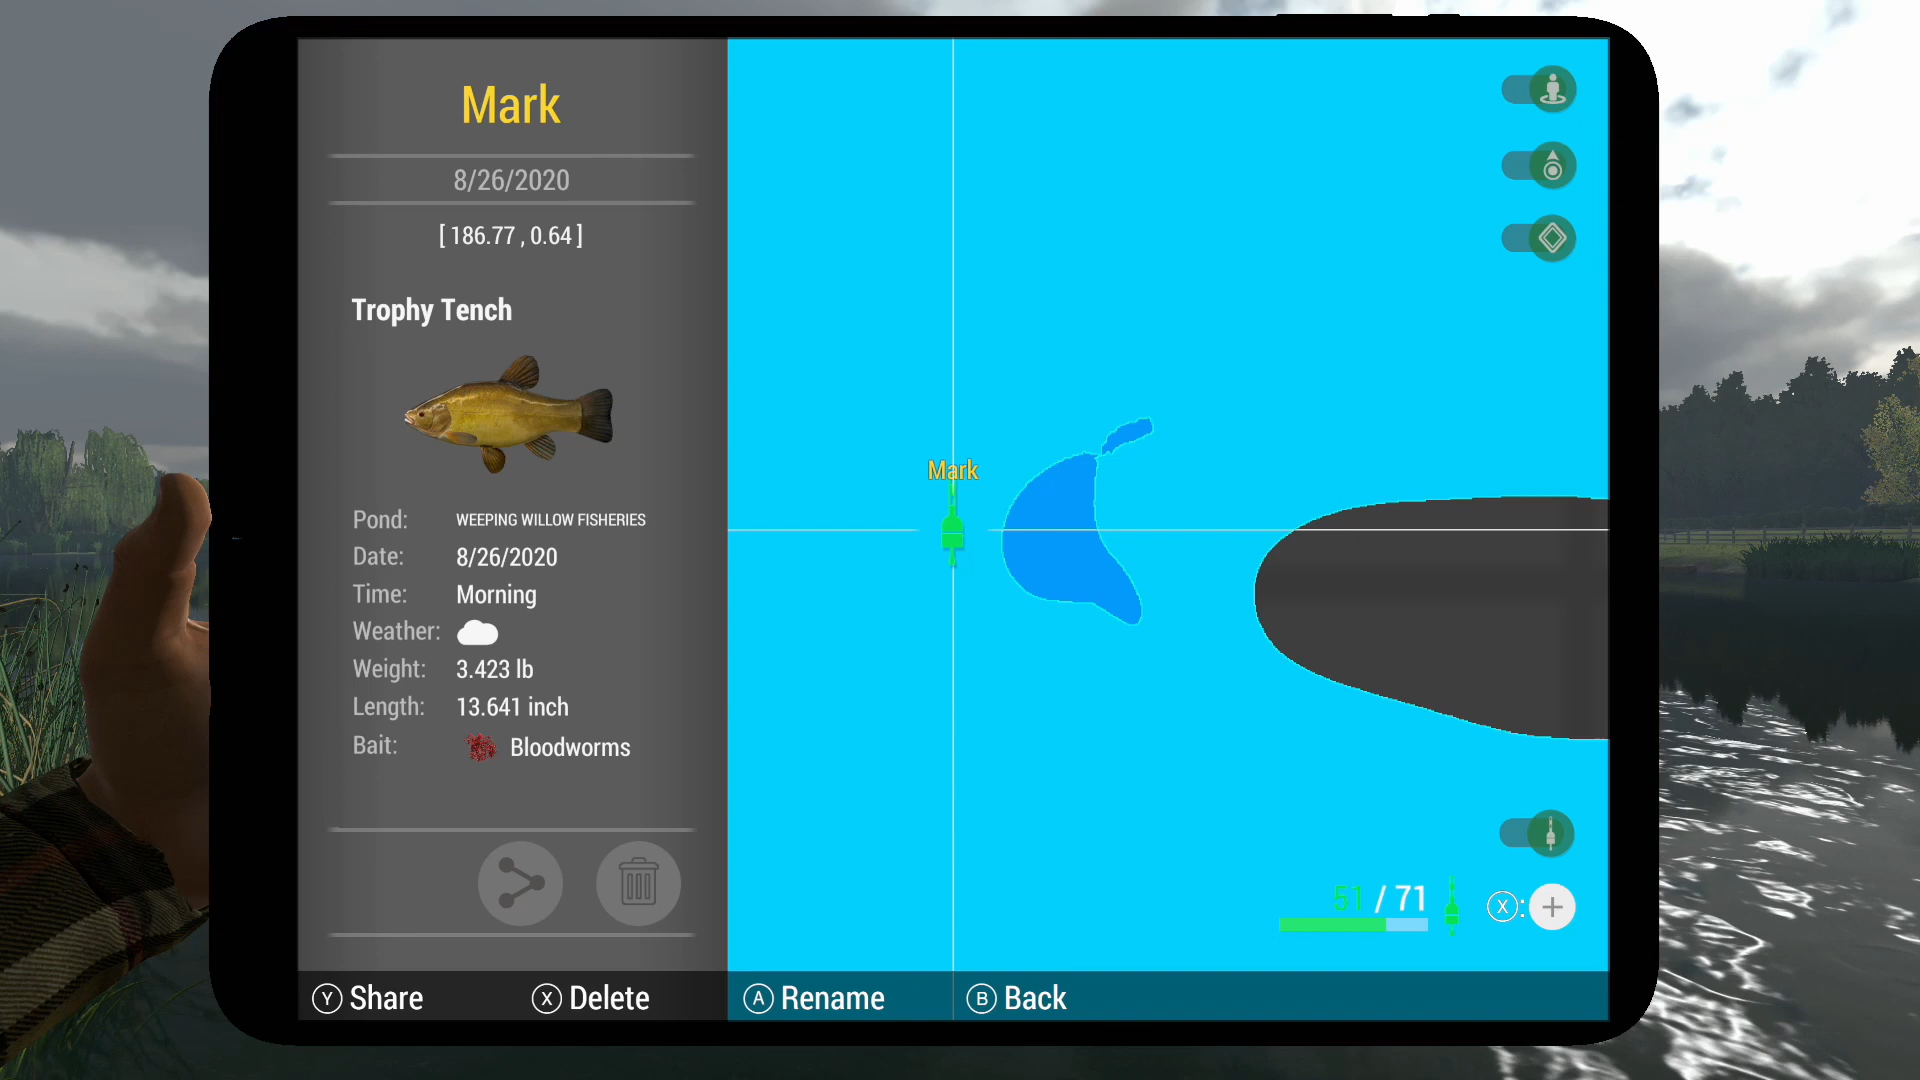 Mark
8/26/2020
[ 186.77 , 0.64 ]
Trophy Tench
Pond: WEEPING WILLOW FISHERIES
Date: 8/26/2020
Time: Morning
Weather:
Weight: 3.423 lb
Length: 13.641 inch
Bait: Bloodworms
Mark
51 / 71
X : +
Y Share
X Delete
A Rename
B Back